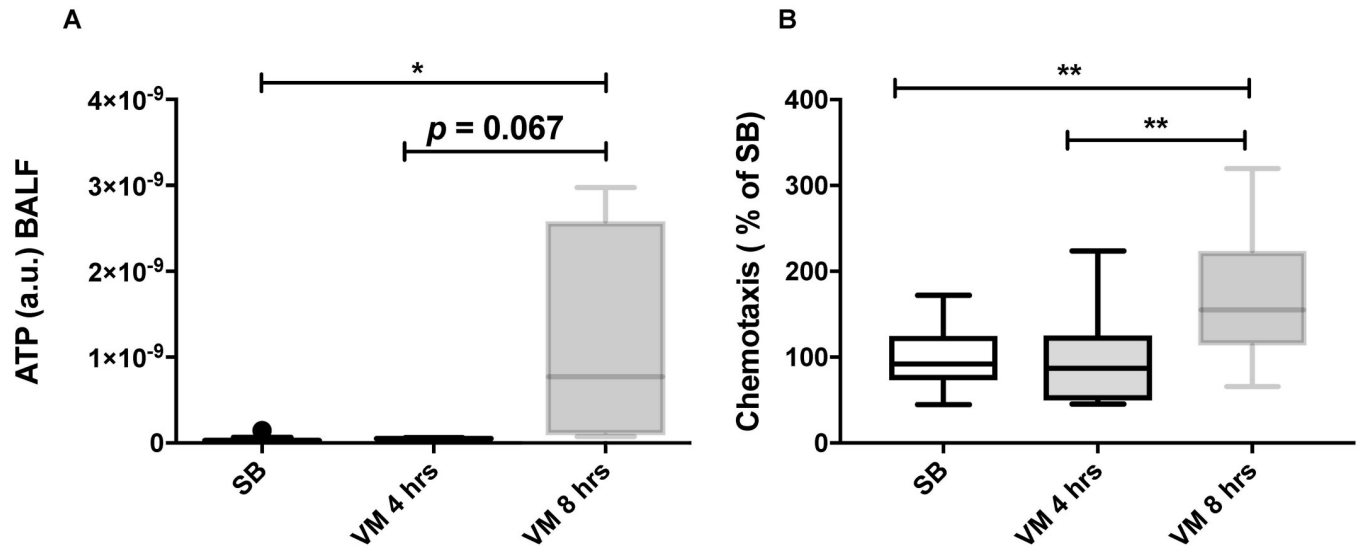 A
*
p = 0.067
ATP (a.u.) BALF
4×10⁻⁹
3×10⁻⁹
2×10⁻⁹
1×10⁻⁹
0
SB
VM 4 hrs
VM 8 hrs
B
**
**
Chemotaxis ( % of SB)
400
300
200
100
0
SB
VM 4 hrs
VM 8 hrs